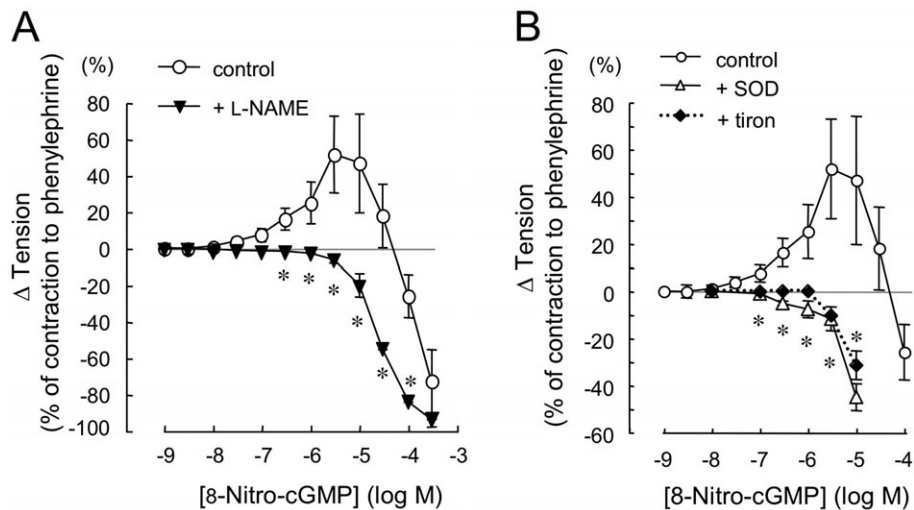 A
(%)
control
+ L-NAME
80
60
40
20
0
-20
-40
-60
-80
-100
Δ Tension
(% of contraction to phenylephrine)
* * * * * *
-9 -8 -7 -6 -5 -4 -3
[8-Nitro-cGMP] (log M)
B
(%)
control
+ SOD
+ tiron
80
60
40
20
0
-20
-40
-60
Δ Tension
(% of contraction to phenylephrine)
* * * * *
-9 -8 -7 -6 -5 -4
[8-Nitro-cGMP] (log M)